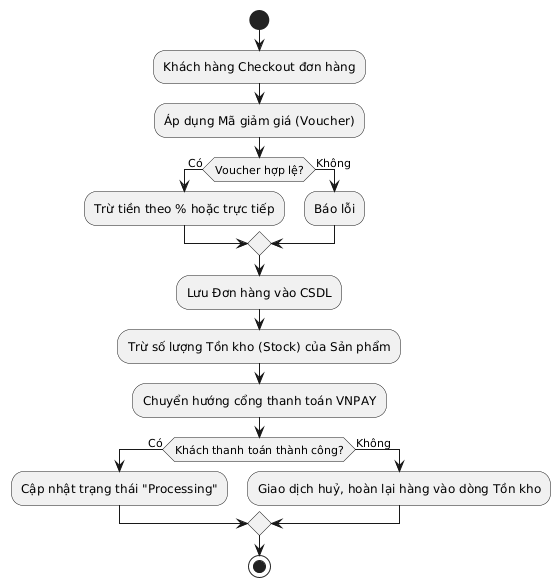 Khách hàng Checkout đơn hàng
Áp dụng Mã giảm giá (Voucher)
Có
Voucher hợp lệ?
Không
Trừ tiền theo % hoặc trực tiếp
Báo lỗi
Lưu Đơn hàng vào CSDL
Trừ số lượng Tồn kho (Stock) của Sản phẩm
Chuyển hướng cổng thanh toán VNPAY
Có
Khách thanh toán thành công?
Không
Cập nhật trạng thái "Processing"
Giao dịch huỷ, hoàn lại hàng vào dòng Tồn kho